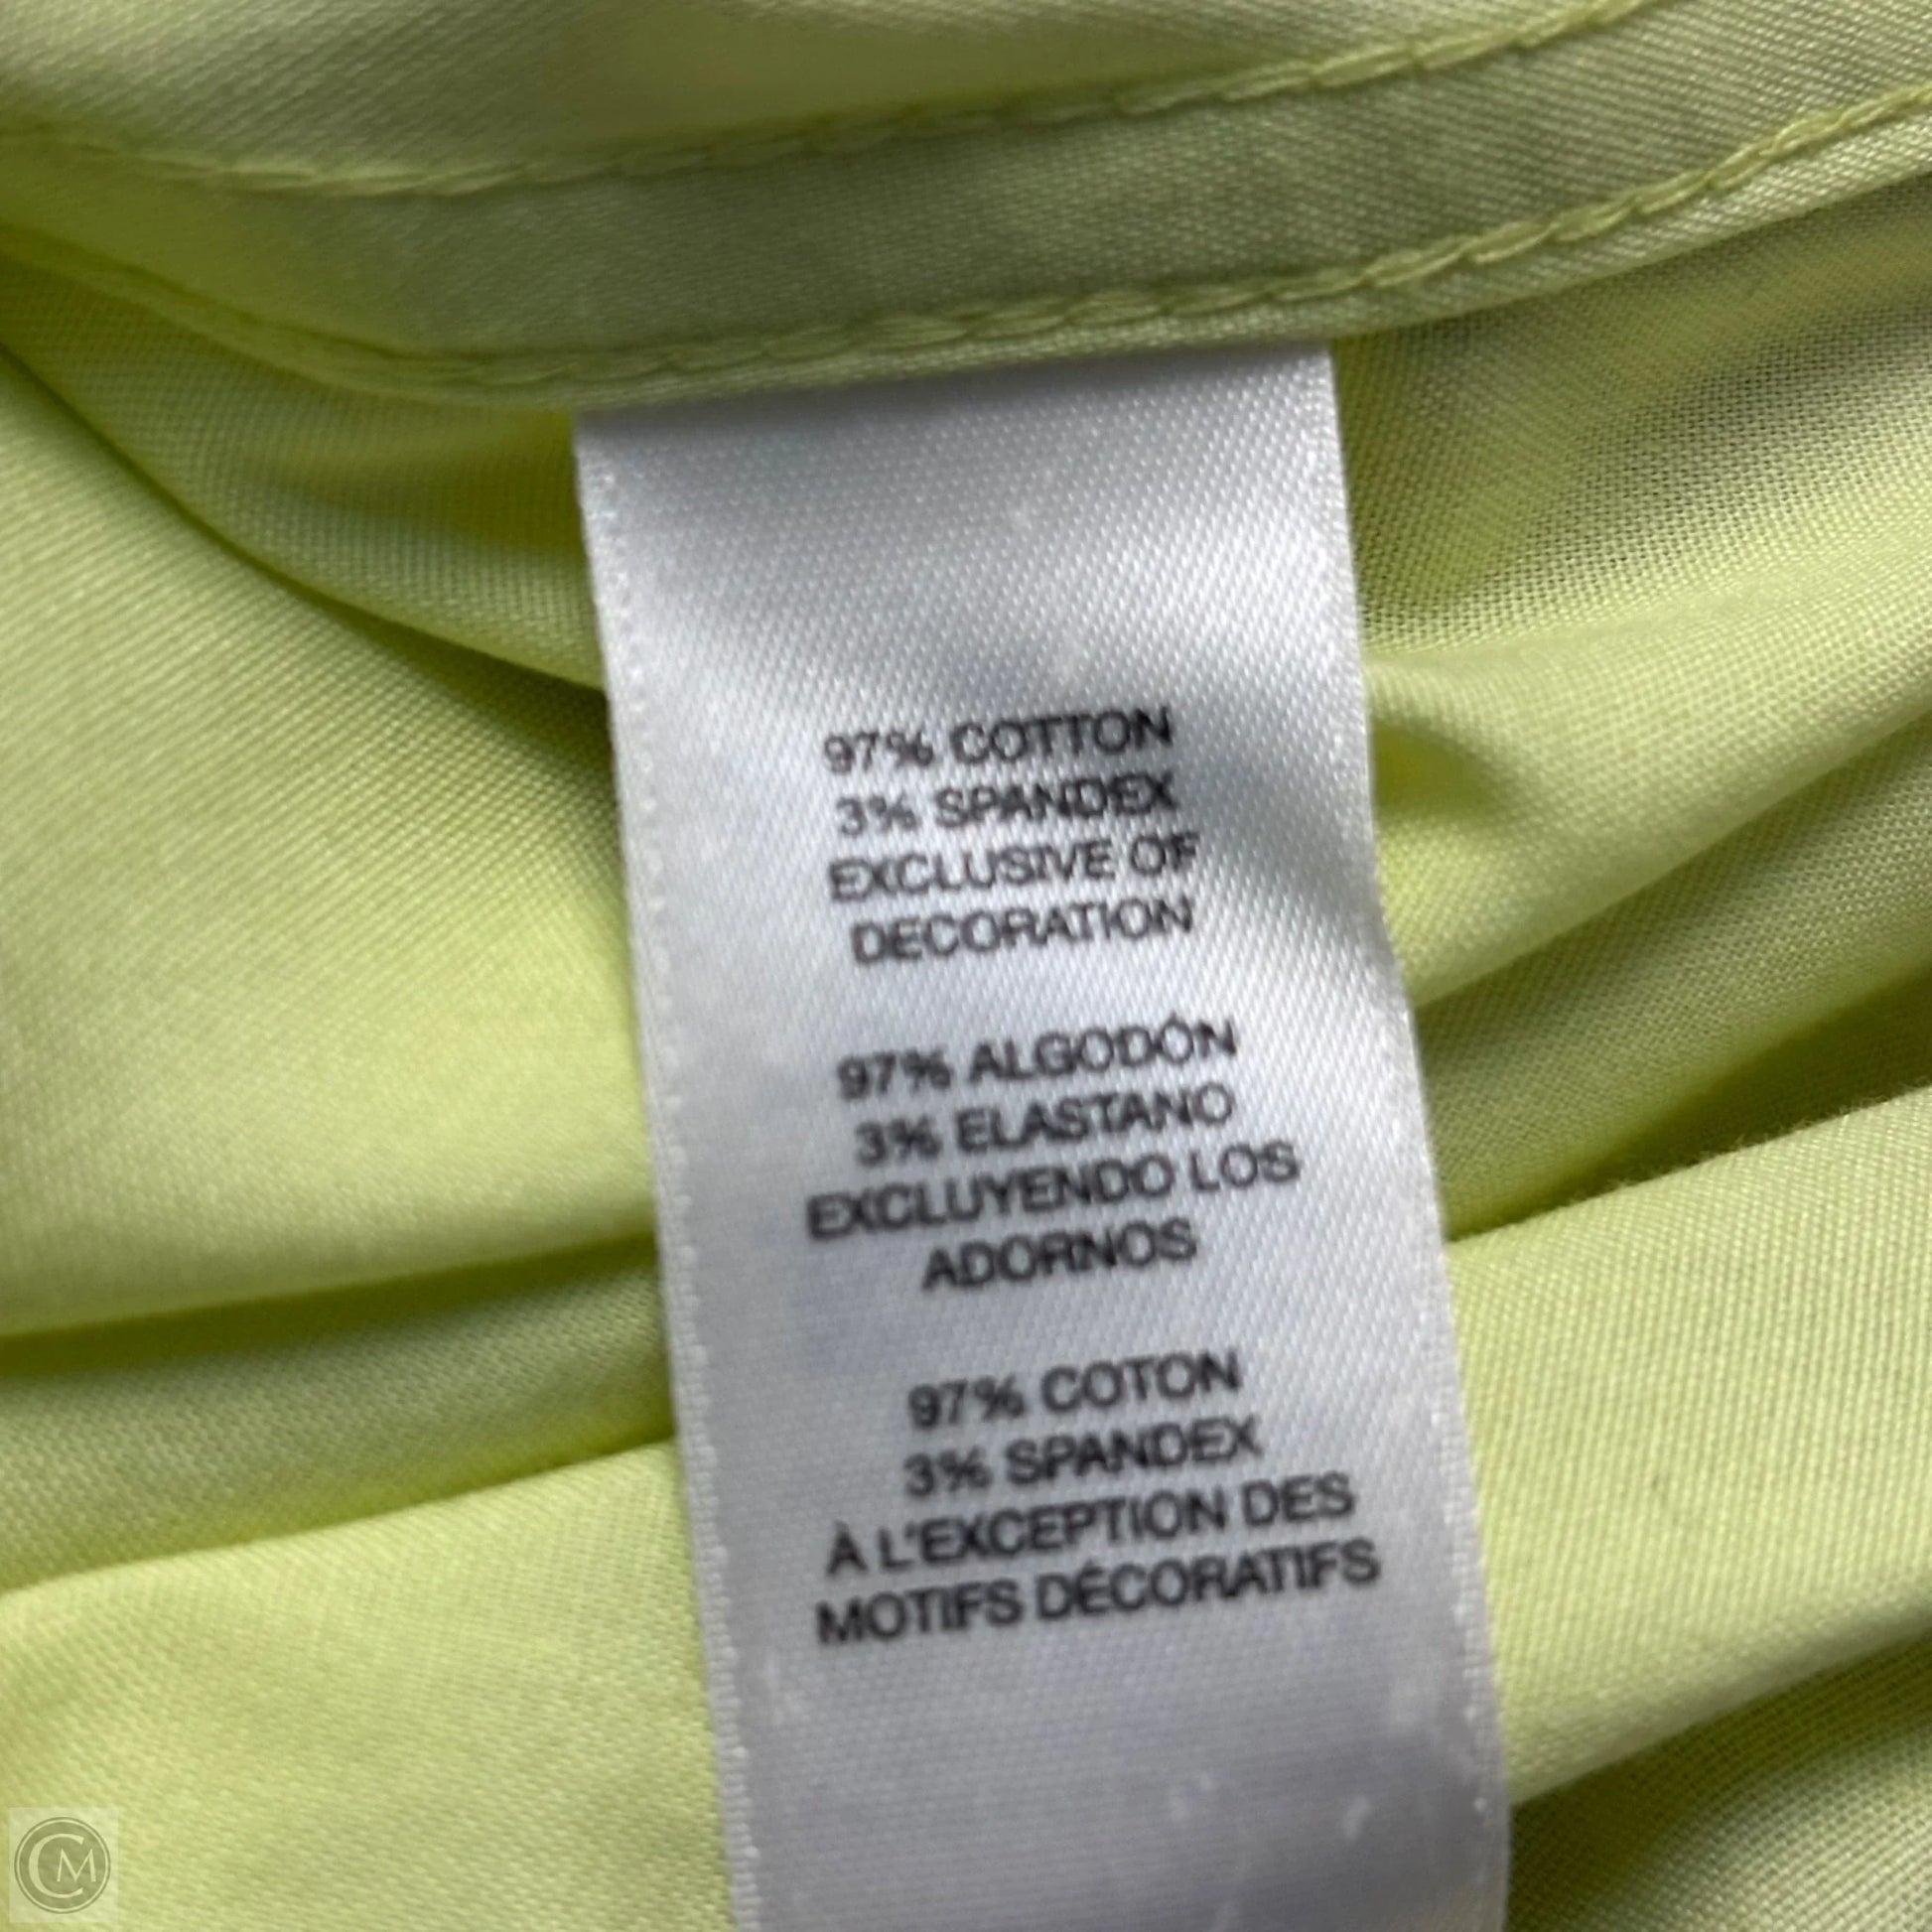 97% COTTON
3% SPANDEX
EXCLUSIVE OF
DECORATION
97% ALGODÓN
3% ELASTANO
EXCLUYENDO LOS
ADORNOS
97% COTON
3% SPANDEX
À L'EXCEPTION DES
MOTIFS DÉCORATIFS
CM